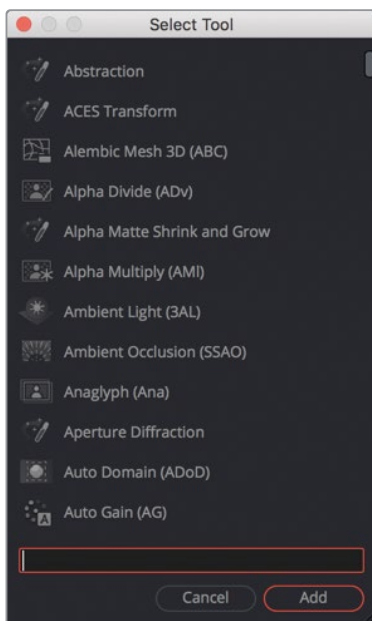 Select Tool
Abstraction
ACES Transform
Alembic Mesh 3D (ABC)
Alpha Divide (ADv)
Alpha Matte Shrink and Grow
Alpha Multiply (AMl)
Ambient Light (3AL)
Ambient Occlusion (SSAO)
Anaglyph (Ana)
Aperture Diffraction
Auto Domain (ADoD)
Auto Gain (AG)
Cancel Add